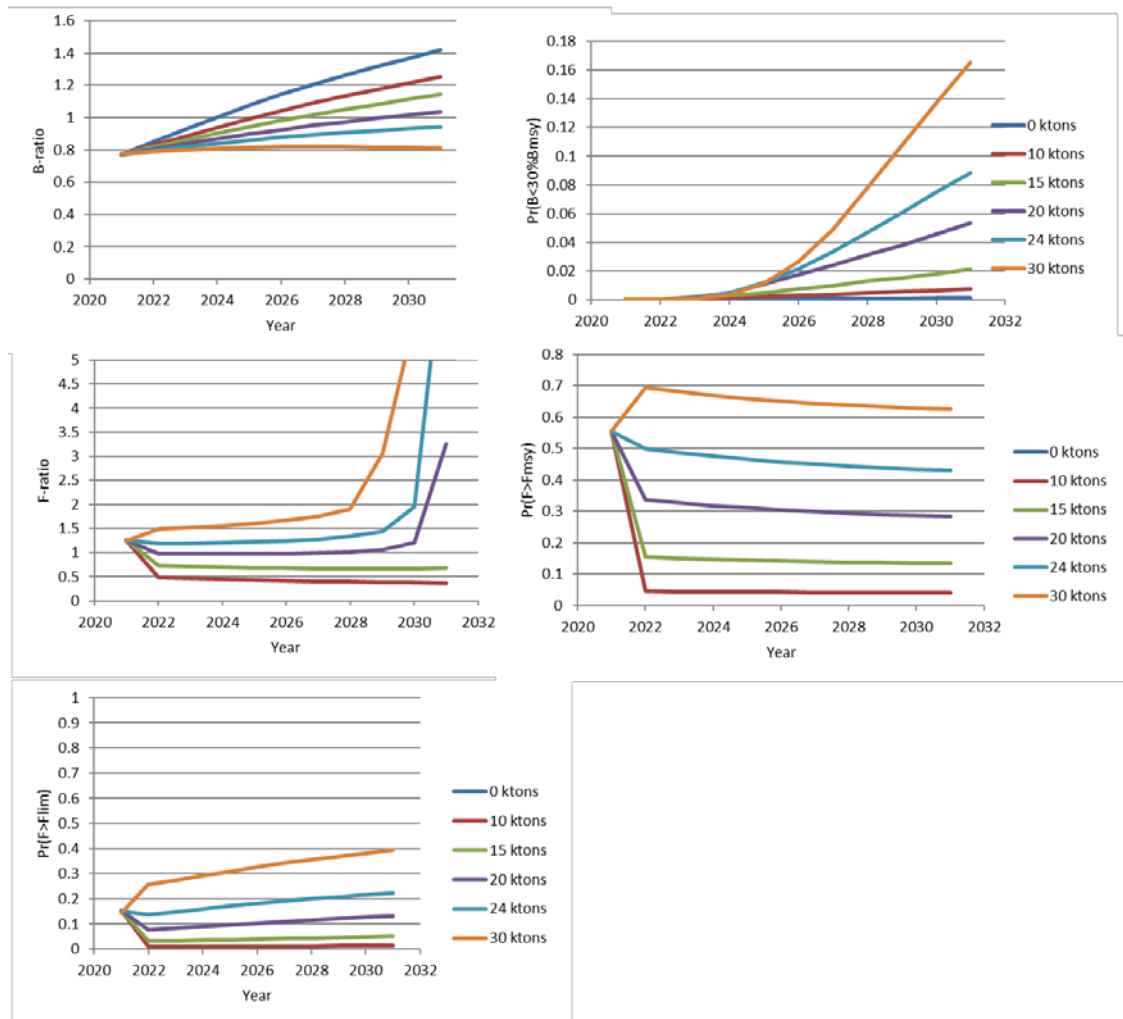 1.6
1.4
1.2
1
0.8
0.6
0.4
0.2
0
B-ratio
2020 2022 2024 2026 2028 2030
Year
0.18
0.16
0.14
0.12
0.1
0.08
0.06
0.04
0.02
0
Pr(B<30%Bmsy)
2020 2022 2024 2026 2028 2030 2032
Year
0 ktons
10 ktons
15 ktons
20 ktons
24 ktons
30 ktons
5
4.5
4
3.5
3
2.5
2
1.5
1
0.5
0
F-ratio
2020 2022 2024 2026 2028 2030 2032
Year
0.8
0.7
0.6
0.5
0.4
0.3
0.2
0.1
0
Pr(F>Fmsy)
2020 2022 2024 2026 2028 2030 2032
Year
0 ktons
10 ktons
15 ktons
20 ktons
24 ktons
30 ktons
1
0.9
0.8
0.7
0.6
0.5
0.4
0.3
0.2
0.1
0
Pr(F>Flim)
2020 2022 2024 2026 2028 2030 2032
Year
0 ktons
10 ktons
15 ktons
20 ktons
24 ktons
30 ktons